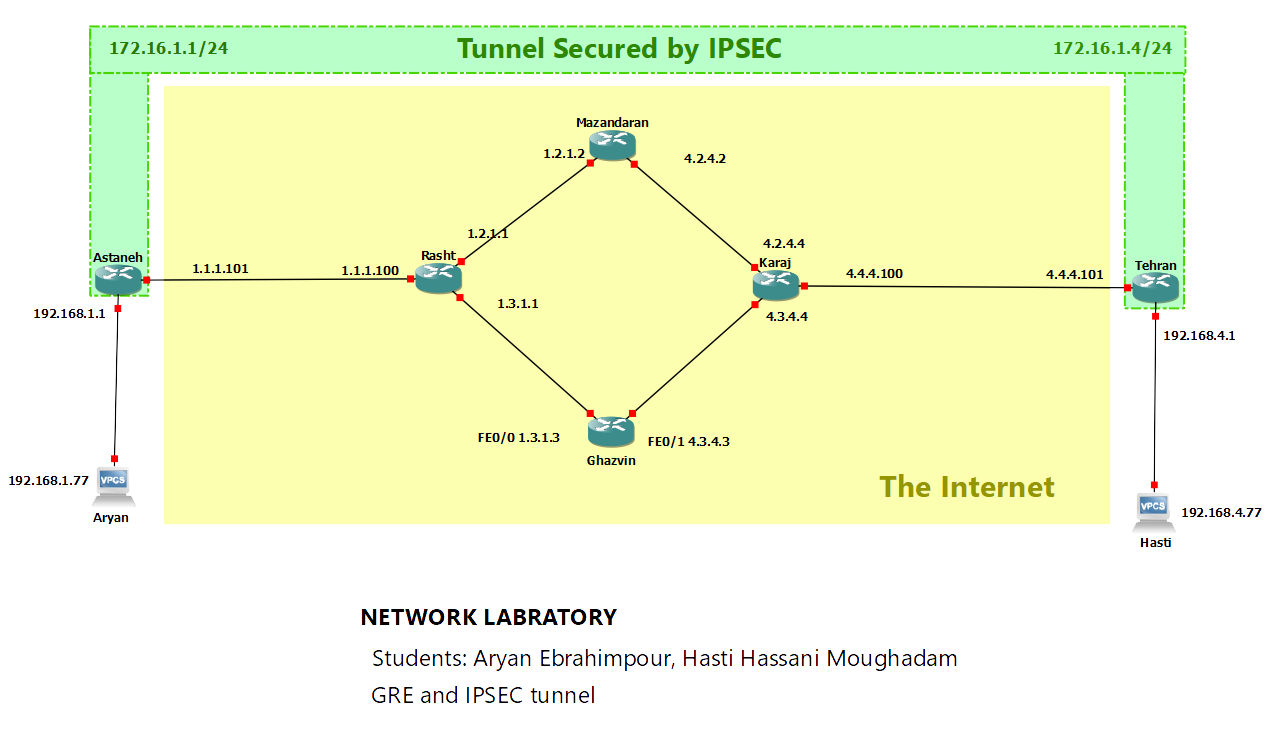 172.16.1.1/24
Tunnel Secured by IPSEC
172.16.1.4/24
Mazandaran
1.2.1.2
4.2.4.2
1.2.1.1
4.2.4.4
Astaneh
Rasht
Karaj
Tehran
1.1.1.101
1.1.1.100
4.4.4.100
4.4.4.101
192.168.1.1
1.3.1.1
4.3.4.4
192.168.4.1
FE0/0 1.3.1.3
FE0/1 4.3.4.3
Ghazvin
192.168.1.77
VPCS
Aryan
The Internet
VPCS
192.168.4.77
Hasti
NETWORK LABRATORY
Students: Aryan Ebrahimpour, Hasti Hassani Moughadam
GRE and IPSEC tunnel